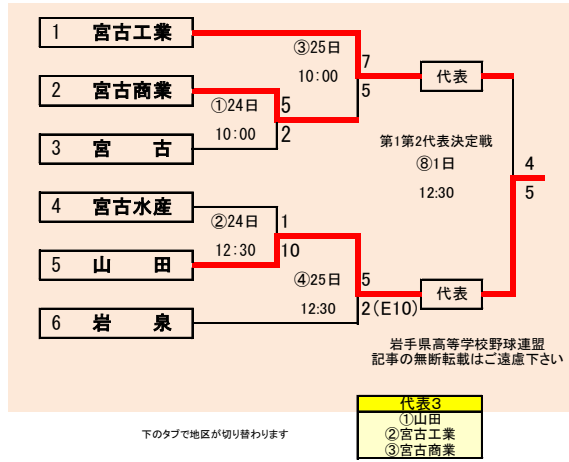 1 宮古工業
③25日
7
10：00
代表
2 宮古商業
5
①24日
5
10:00
2
3 宮 古
第1第2代表決定戦
⑧1日
4
12:30
5
4 宮古水産
②24日
1
12:30
10
5 山 田
④25日
5
12:30
2(E10)
代表
6 岩 泉
岩手県高等学校野球連盟
記事の無断転載はご遠慮下さい
代表3
①山田
②宮古工業
③宮古商業
下のタブで地区が切り替わります